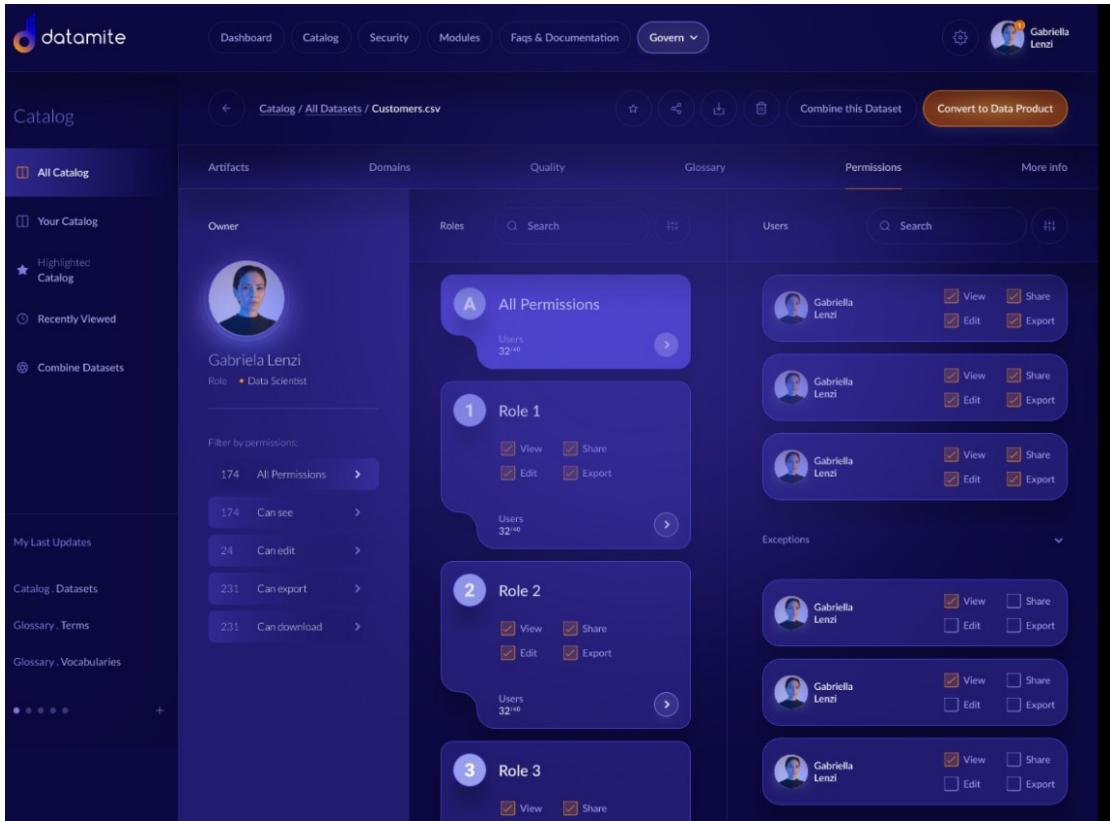 datamite
Dashboard
Catalog
Security
Modules
Faqs & Documentation
Govern
1
Gabriella
Lenzi
Catalog
All Catalog
Your Catalog
Highlighted
Catalog
Recently Viewed
Combine Datasets
My Last Updates
Catalog . Datasets
Glossary . Terms
Glossary . Vocabularies
+
Catalog / All Datasets / Customers.csv
Combine this Dataset
Convert to Data Product
Artifacts
Domains
Quality
Glossary
Permissions
More info
Owner
Gabriela Lenzi
Role • Data Scientist
Filter by permissions:
174 All Permissions
174 Can see
24 Can edit
231 Can export
231 Can download
Roles
Search
A All Permissions
Users
32/40
1 Role 1
View Share
Edit Export
Users
32/40
2 Role 2
View Share
Edit Export
Users
32/40
3 Role 3
View Share
Users
Search
Gabriella
Lenzi
View Share
Edit Export
Gabriella
Lenzi
View Share
Edit Export
Gabriella
Lenzi
View Share
Edit Export
Exceptions
Gabriella
Lenzi
View Share
Edit Export
Gabriella
Lenzi
View Share
Edit Export
Gabriella
Lenzi
View Share
Edit Export